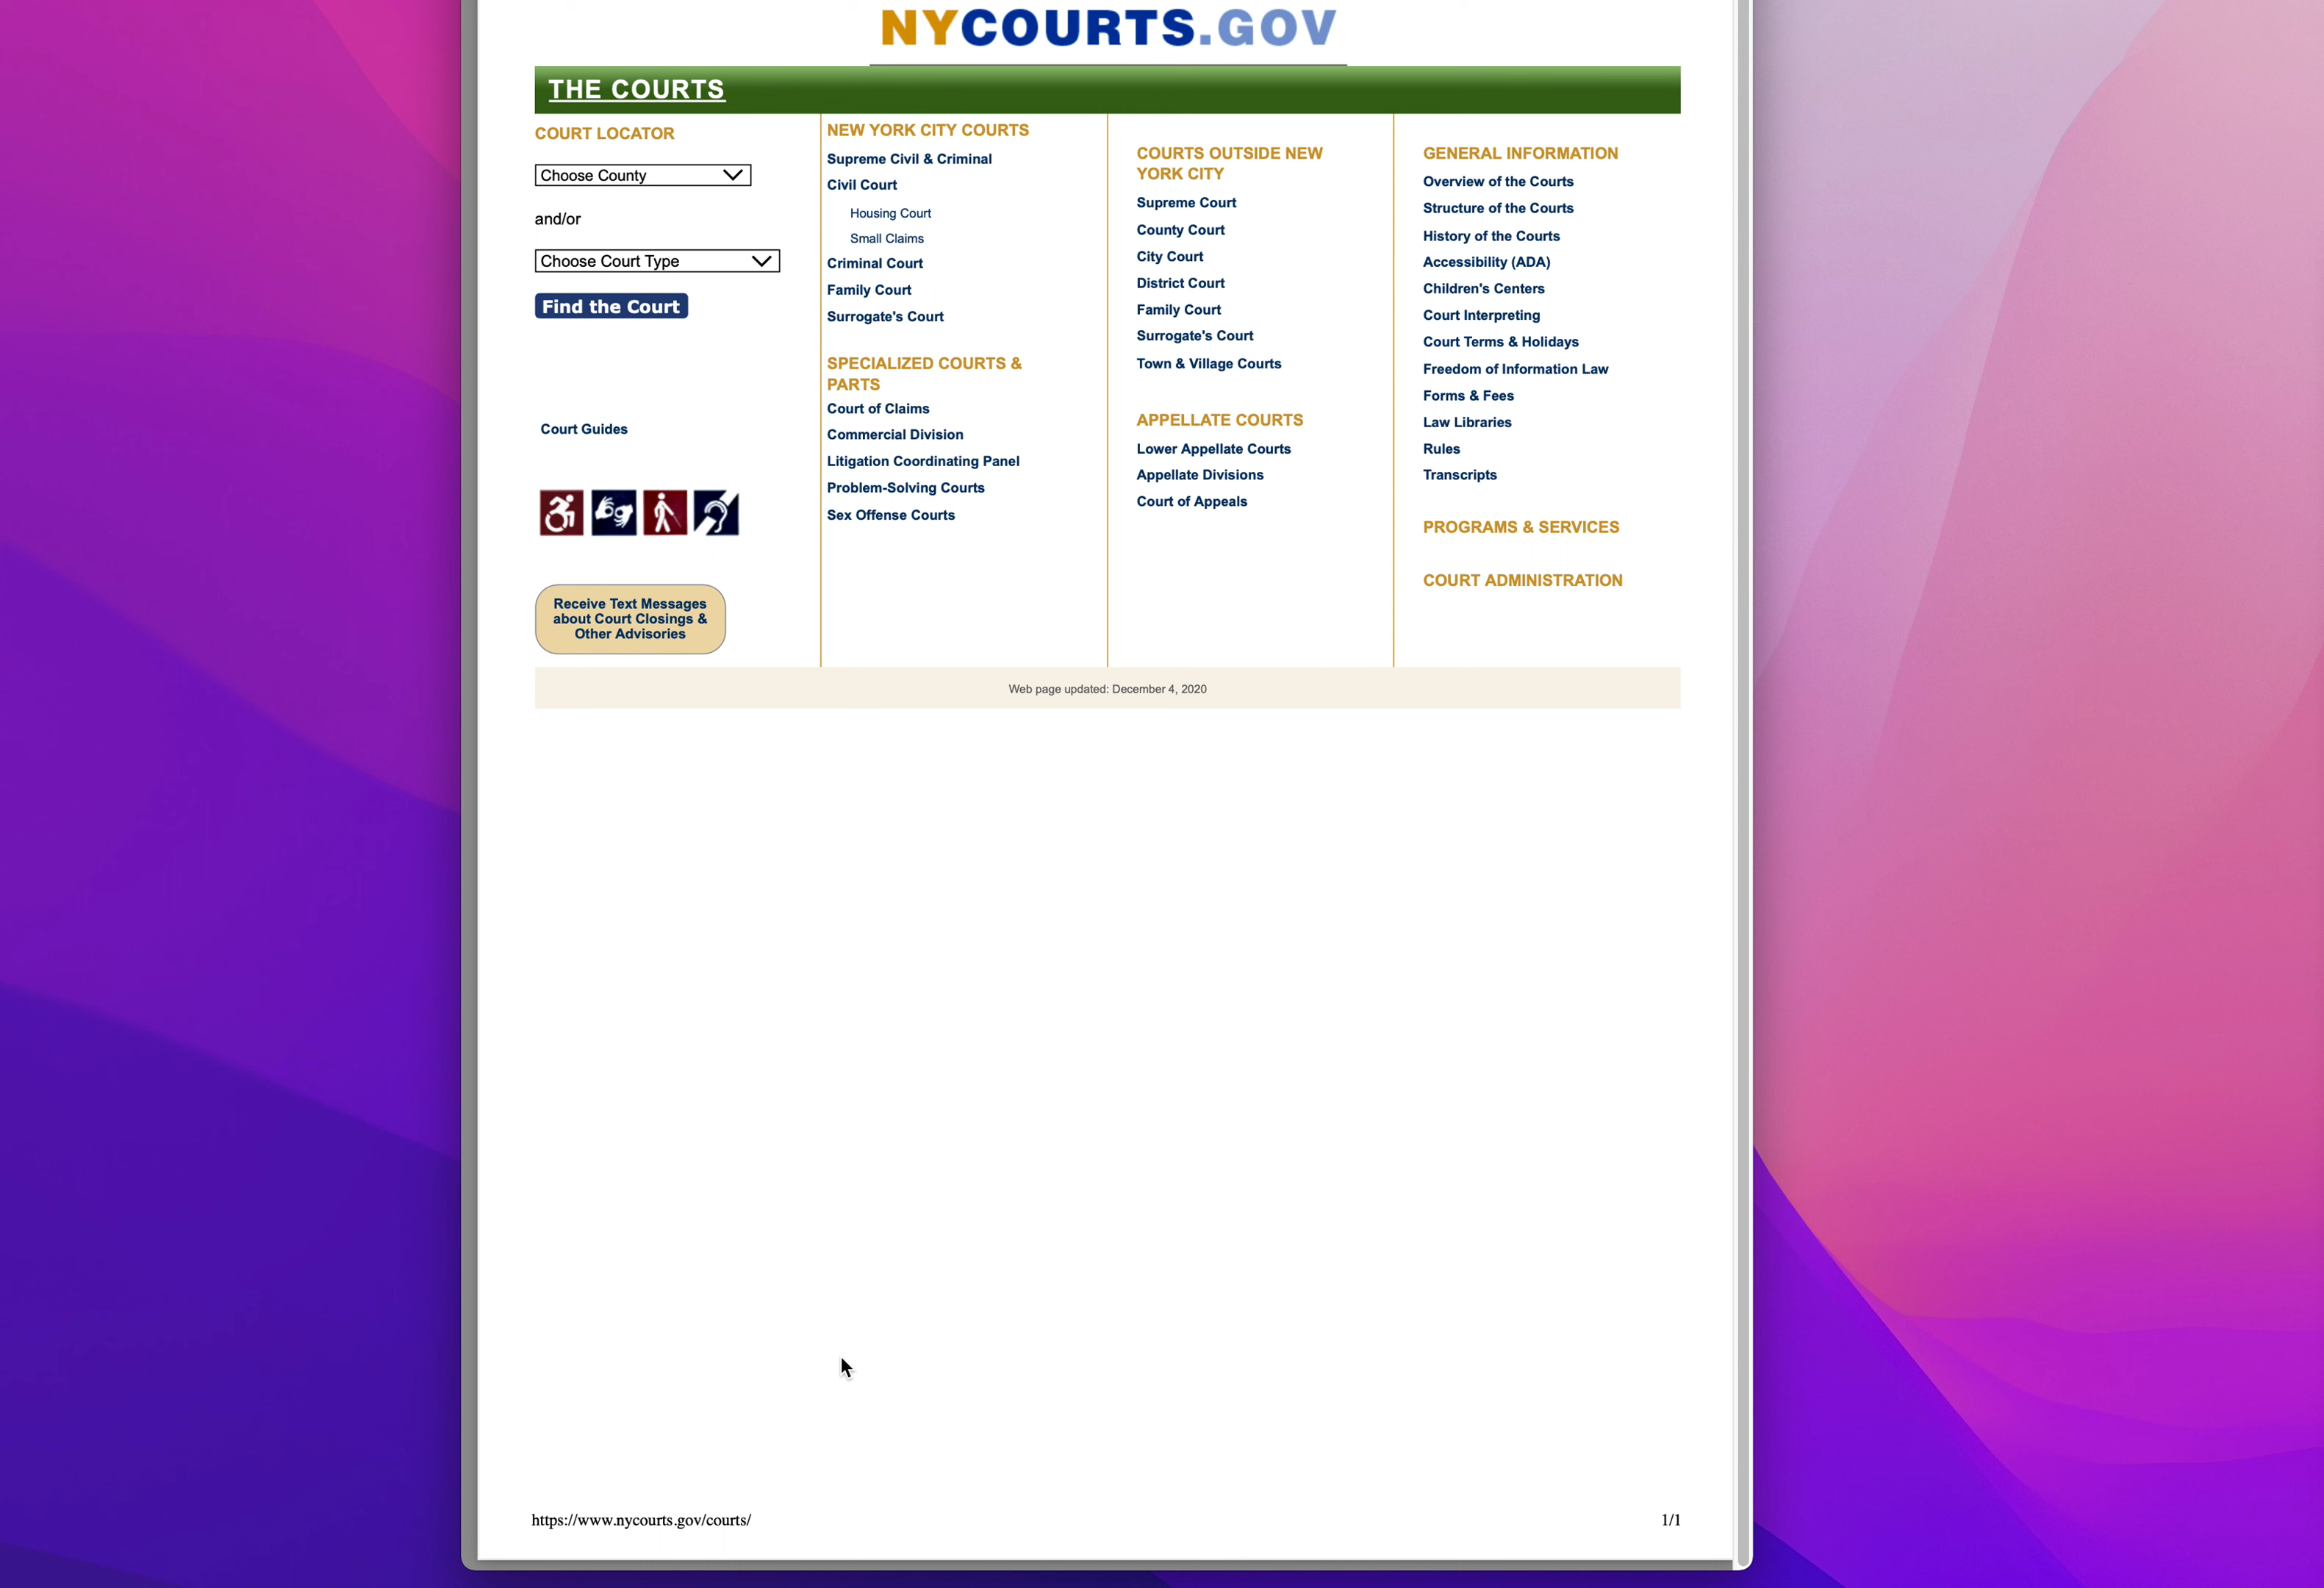 NYCOURTS.GOV
THE COURTS
COURT LOCATOR
Choose County
and/or
Choose Court Type
Find the Court
Court Guides
Receive Text Messages
about Court Closings &
Other Advisories
NEW YORK CITY COURTS
Supreme Civil & Criminal
Civil Court
Housing Court
Small Claims
Criminal Court
Family Court
Surrogate's Court
SPECIALIZED COURTS &
PARTS
Court of Claims
Commercial Division
Litigation Coordinating Panel
Problem-Solving Courts
Sex Offense Courts
COURTS OUTSIDE NEW
YORK CITY
Supreme Court
County Court
City Court
District Court
Family Court
Surrogate's Court
Town & Village Courts
APPELLATE COURTS
Lower Appellate Courts
Appellate Divisions
Court of Appeals
GENERAL INFORMATION
Overview of the Courts
Structure of the Courts
History of the Courts
Accessibility (ADA)
Children's Centers
Court Interpreting
Court Terms & Holidays
Freedom of Information Law
Forms & Fees
Law Libraries
Rules
Transcripts
PROGRAMS & SERVICES
COURT ADMINISTRATION
Web page updated: December 4, 2020
https://www.nycourts.gov/courts/
1/1